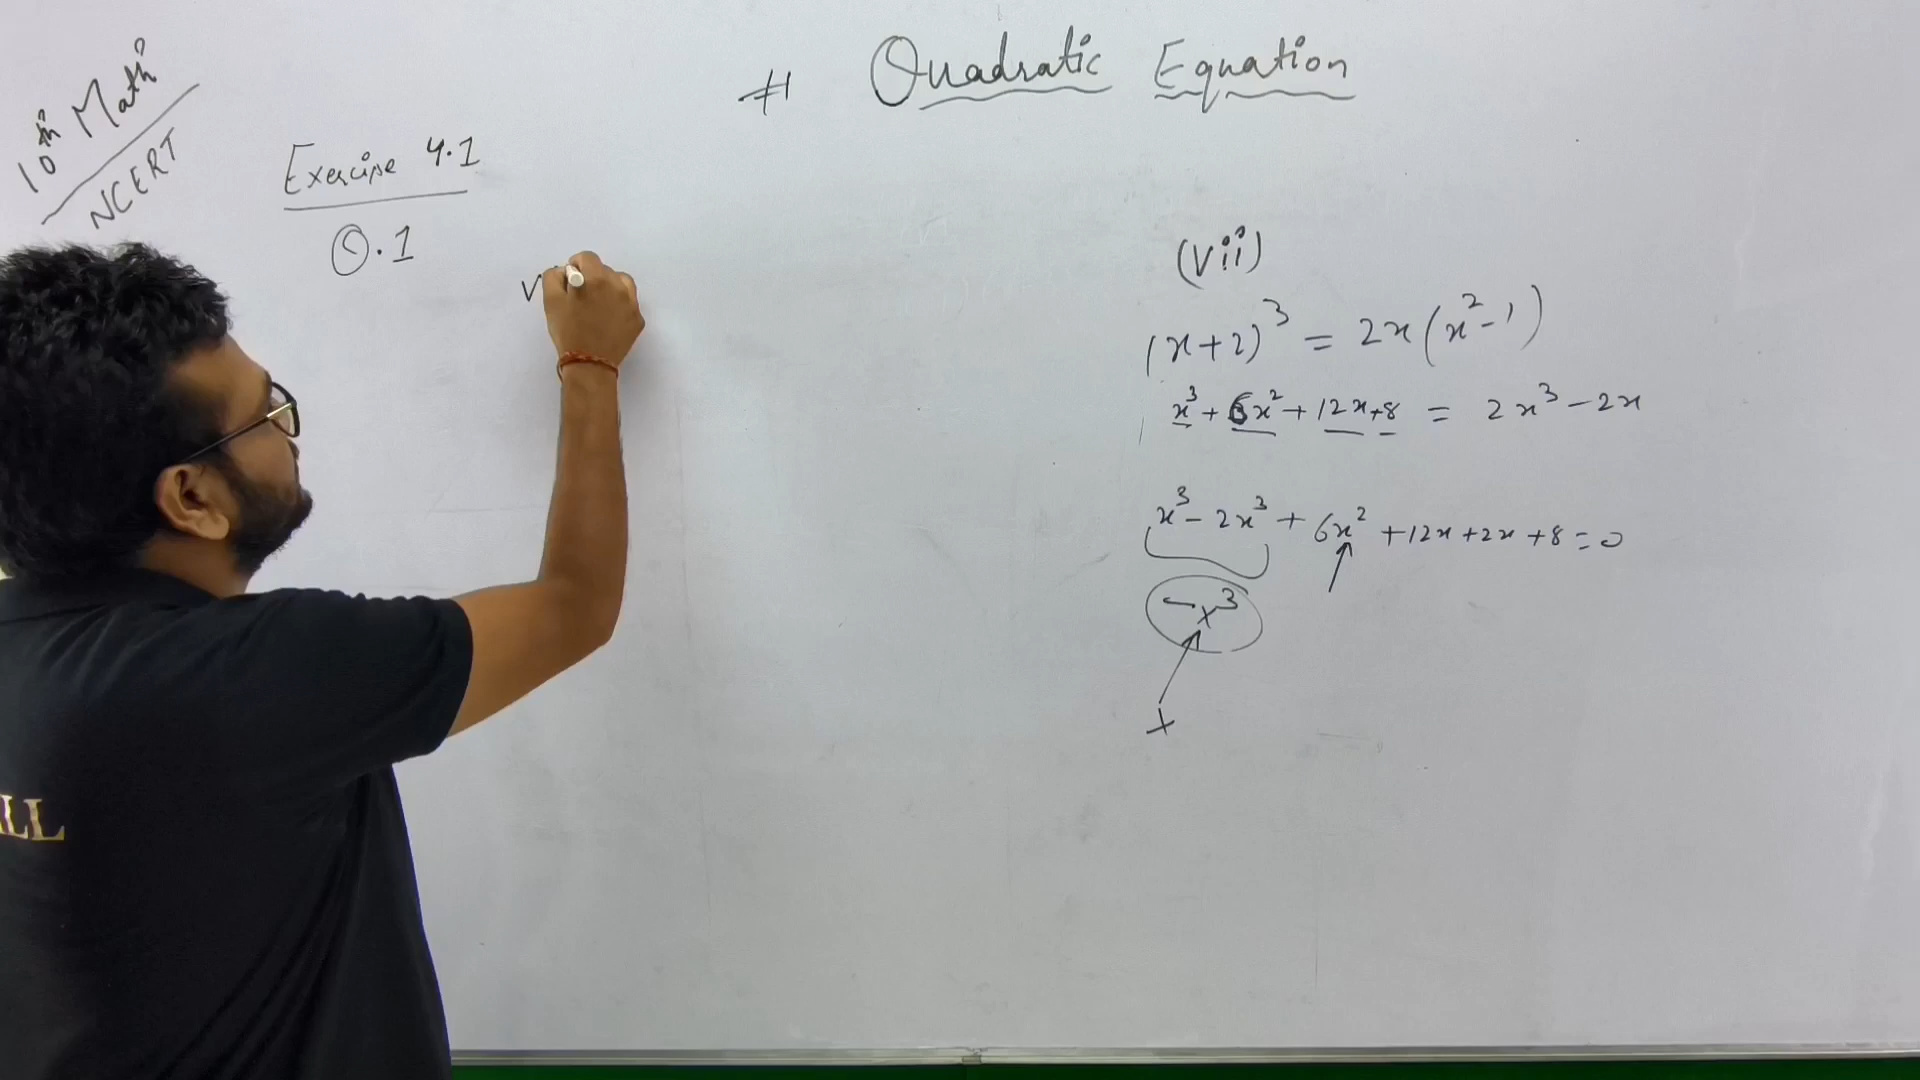 # Quadratic Equation
10th Math
NCERT
Exercise 4.1
Q.1
(vii)
(x+2)³ = 2x(x²-1)
x³ + 6x² + 12x + 8 = 2x³ - 2x
x³ - 2x³ + 6x² + 12x + 2x + 8 = 0
-x³
x
LL